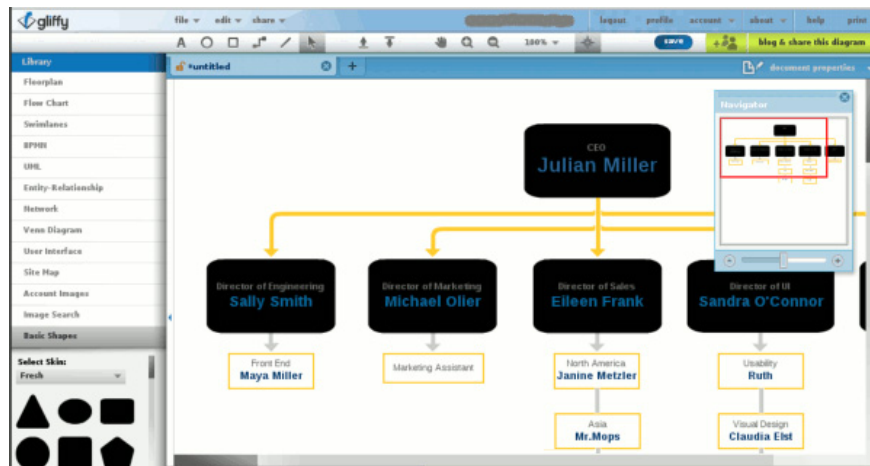 gliffy
file edit share
logout profile account about help print
100%
save
blog & share this diagram
Library
*untitled
+
document properties
Floorplan
Flow Chart
Swimlanes
BPMN
UML
Entity-Relationship
Network
Venn Diagram
User Interface
Site Map
Account Images
Image Search
Basic Shapes
Select Skin:
Fresh
Navigator
CEO
Julian Miller
Director of Engineering
Sally Smith
Director of Marketing
Michael Olier
Director of Sales
Eileen Frank
Director of UI
Sandra O'Connor
Front End
Maya Miller
Marketing Assistant
North America
Janine Metzler
Usability
Ruth
Asia
Mr.Mops
Visual Design
Claudia Elst